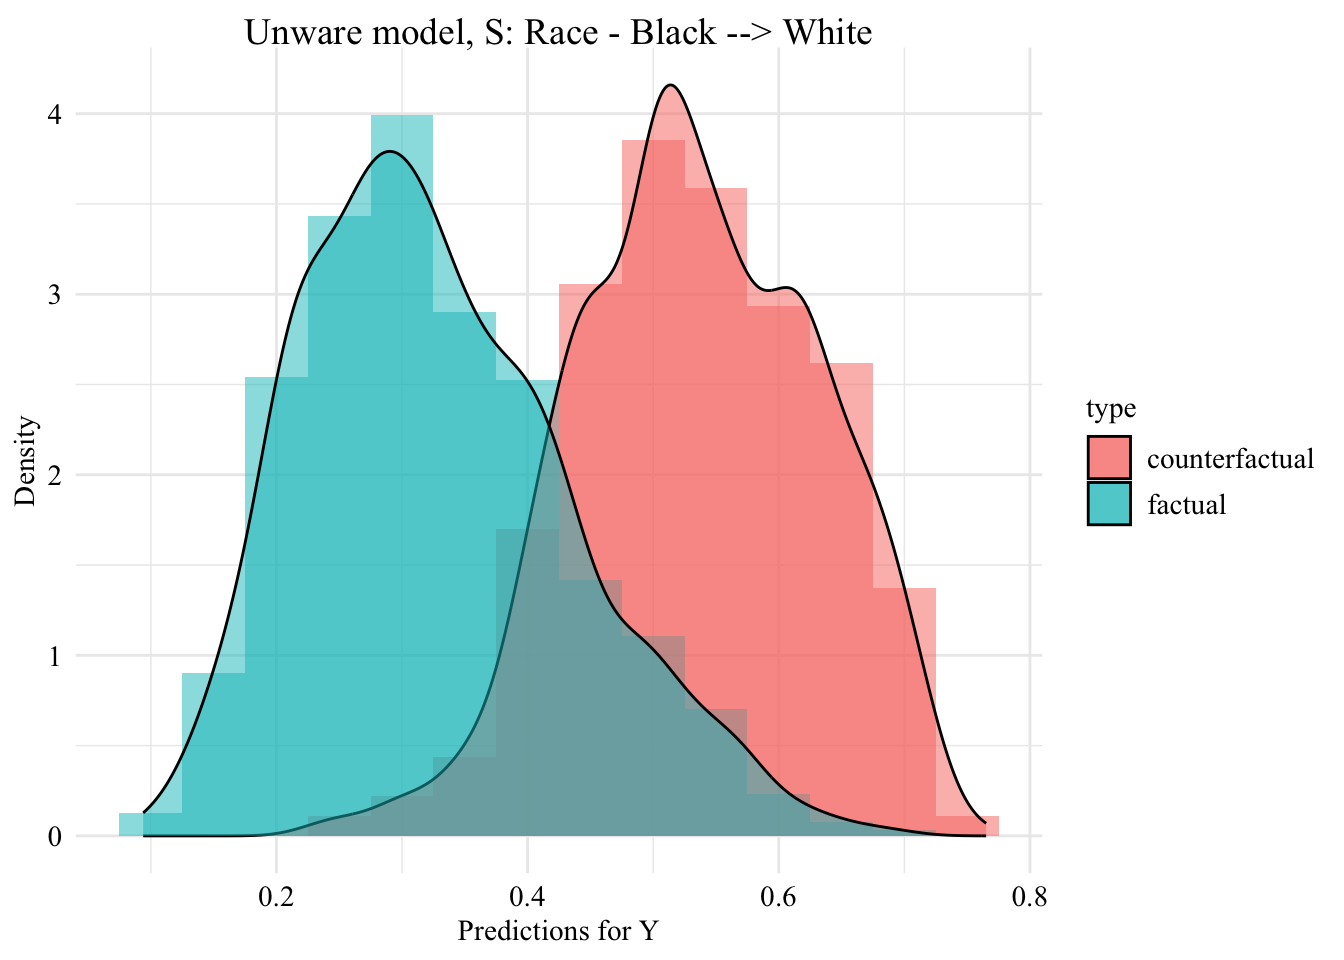 Unware model, S: Race - Black --> White
4
3
2
1
0
Density
0.2
0.4
0.6
0.8
Predictions for Y
type
counterfactual
factual